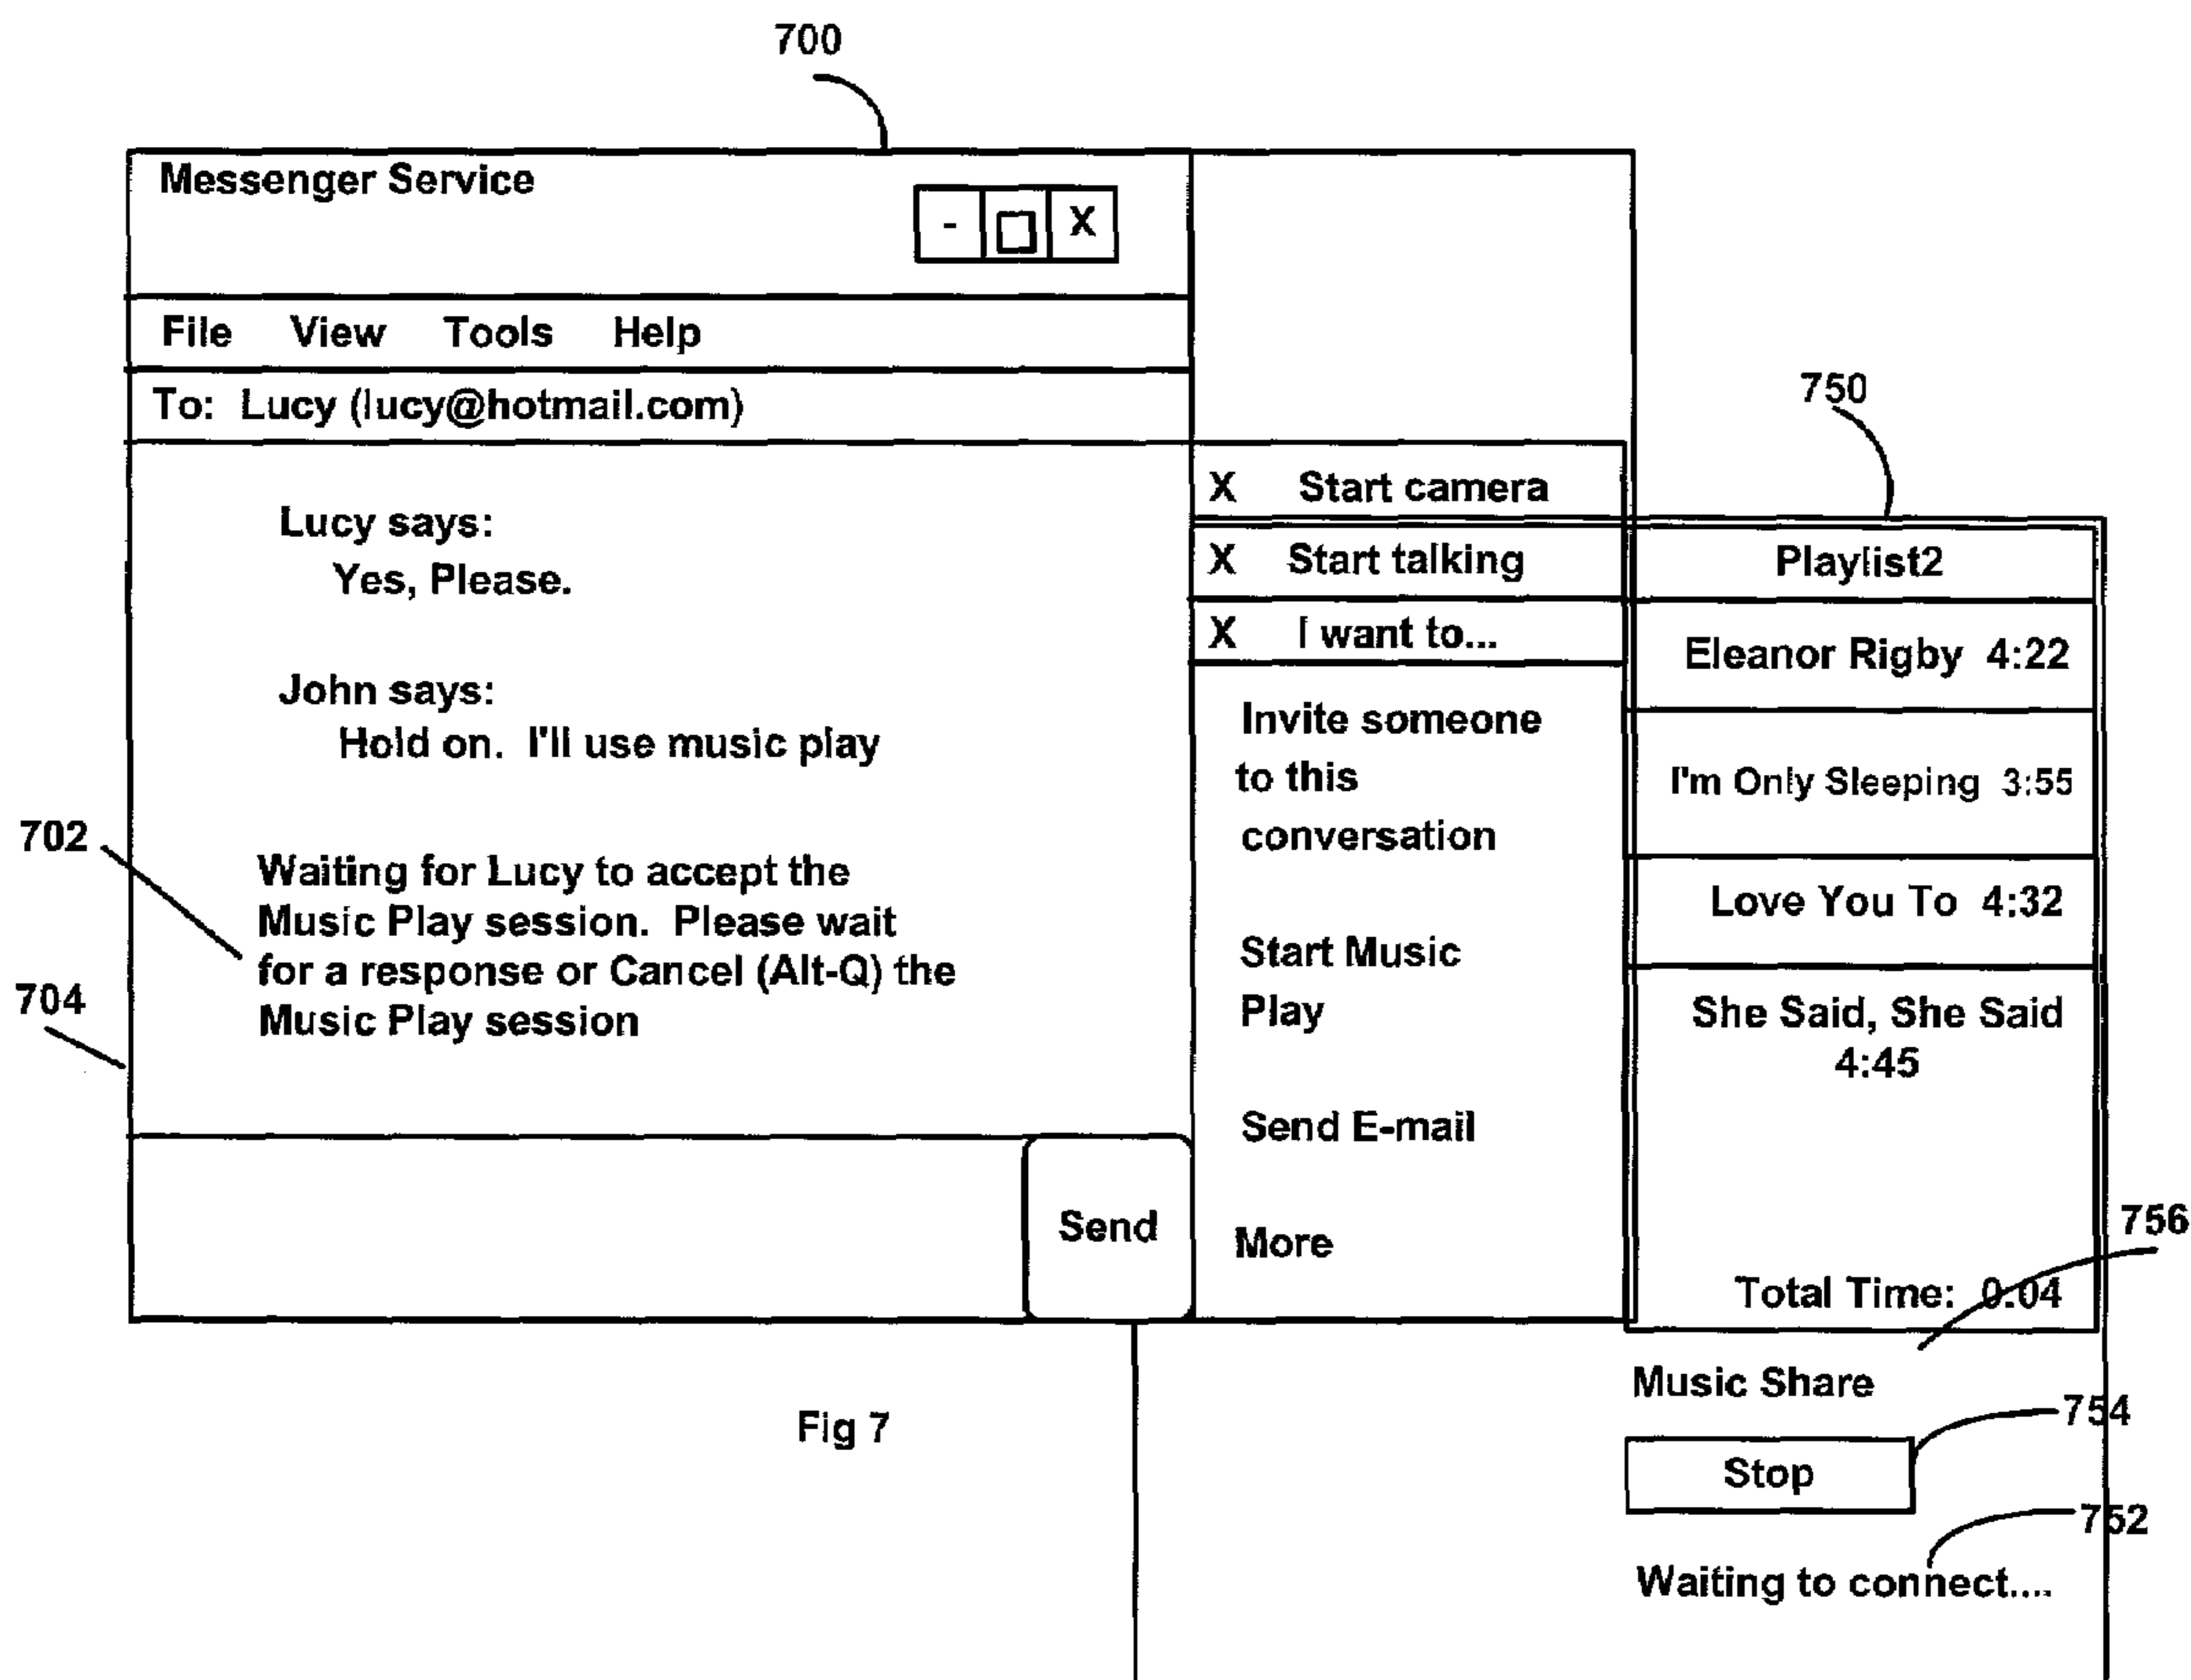 700
Messenger Service
- X
File View Tools Help
To: Lucy (lucy@hotmail.com)
750
Lucy says:
Yes, Please.
John says:
Hold on. I'll use music play
702
Waiting for Lucy to accept the
Music Play session. Please wait
for a response or Cancel (Alt-Q) the
Music Play session
704
Send
X Start camera
X Start talking
X I want to...
Invite someone
to this
conversation
Start Music
Play
Send E-mail
More
Playlist2
Eleanor Rigby 4:22
I'm Only Sleeping 3:55
Love You To 4:32
She Said, She Said
4:45
756
Total Time: 0:04
Music Share
754
Stop
752
Waiting to connect....
Fig 7